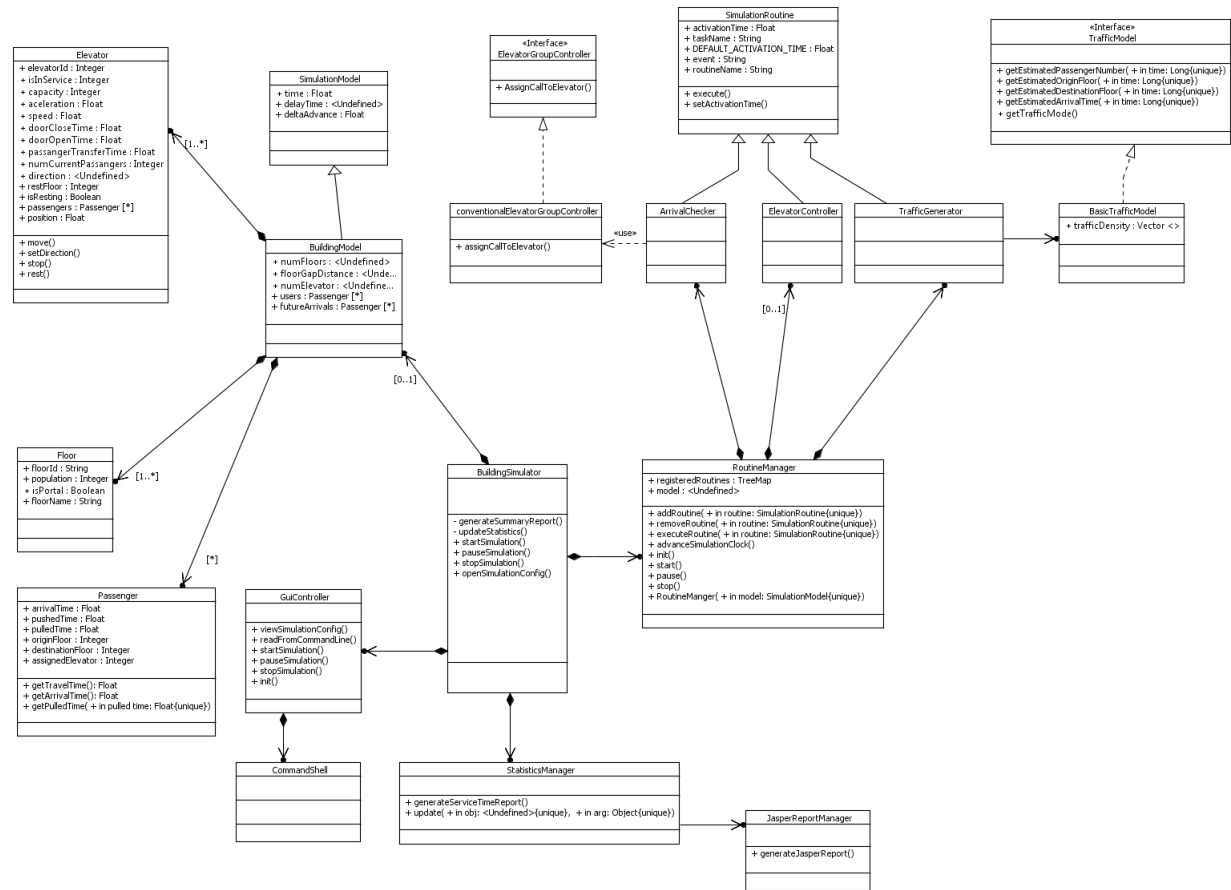 Elevator
+ elevatorId : Integer
+ isInService : Integer
+ capacity : Integer
+ aceleration : Float
+ speed : Float
+ doorCloseTime : Float
+ doorOpenTime : Float
+ passangerTransferTime : Float
+ numCurrentPassangers : Integer
+ direction : <Undefined>
+ restFloor : Integer
+ isResting : Boolean
+ passengers : Passenger [*]
+ position : Float
+ move()
+ setDirection()
+ stop()
+ rest()
[1..*]
SimulationModel
+ time : Float
+ delayTime : <Undefined>
+ deltaAdvance : Float
BuildingModel
+ numFloors : <Undefined>
+ floorGapDistance : <Unde...
+ numElevator : <Undefine...
+ users : Passenger [*]
+ futureArrivals : Passenger [*]
«Interface»
ElevatorGroupController
+ AssignCallToElevator()
conventionalElevatorGroupController
+ assignCallToElevator()
«use»
SimulationRoutine
+ activationTime : Float
+ taskName : String
+ DEFAULT_ACTIVATION_TIME : Float
+ event : String
+ routineName : String
+ execute()
+ setActivationTime()
ArrivalChecker
ElevatorController
TrafficGenerator
«Interface»
TrafficModel
+ getEstimatedPassengerNumber( + in time: Long{unique})
+ getEstimatedOriginFloor( + in time: Long{unique})
+ getEstimatedDestinationFloor( + in time: Long{unique})
+ getEstimatedArrivalTime( + in time: Long{unique})
+ getTrafficMode()
BasicTrafficModel
+ trafficDensity : Vector <>
[0..1]
[0..1]
Floor
+ floorId : String
+ population : Integer
+ isPortal : Boolean
+ floorName : String
[1..*]
[*]
Passenger
+ arrivalTime : Float
+ pushedTime : Float
+ pulledTime : Float
+ originFloor : Integer
+ destinationFloor : Integer
+ assignedElevator : Integer
+ getTravelTime(): Float
+ getArrivalTime(): Float
+ getPulledTime( + in pulled time: Float{unique})
GuiController
+ viewSimulationConfig()
+ readFromCommandLine()
+ startSimulation()
+ pauseSimulation()
+ stopSimulation()
+ init()
CommandShell
BuildingSimulator
- generateSummaryReport()
- updateStatistics()
+ startSimulation()
+ pauseSimulation()
+ stopSimulation()
+ openSimulationConfig()
RoutineManager
+ registeredRoutines : TreeMap
+ model : <Undefined>
+ addRoutine( + in routine: SimulationRoutine{unique})
+ removeRoutine( + in routine: SimulationRoutine{unique})
+ executeRoutine( + in routine: SimulationRoutine{unique})
+ advanceSimulationClock()
+ init()
+ start()
+ pause()
+ stop()
+ RoutineManger( + in model: SimulationModel{unique})
StatisticsManager
+ generateServiceTimeReport()
+ update( + in obj: <Undefined>{unique}, + in arg: Object{unique})
JasperReportManager
+ generateJasperReport()